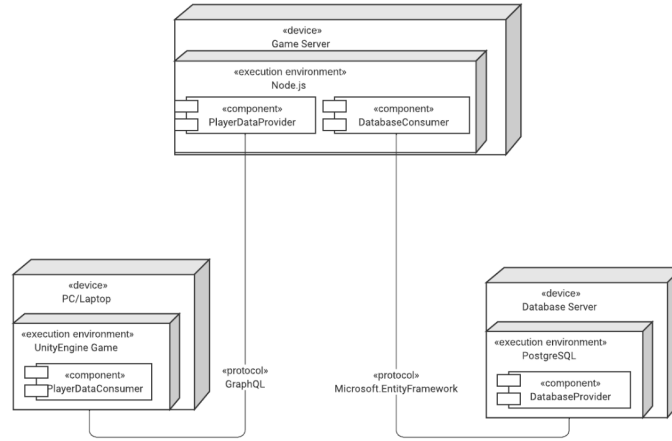 «device»
Game Server
«execution environment»
Node.js
«component»
PlayerDataProvider
«component»
DatabaseConsumer
«device»
PC/Laptop
«execution environment»
UnityEngine Game
«component»
PlayerDataConsumer
«protocol»
GraphQL
«protocol»
Microsoft.EntityFramework
«device»
Database Server
«execution environment»
PostgreSQL
«component»
DatabaseProvider